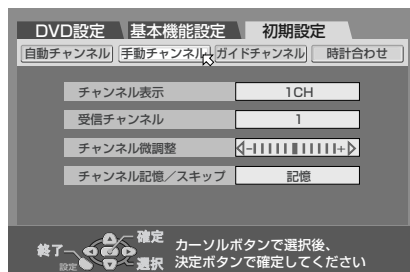 DVD設定 基本機能設定 初期設定
自動チャンネル 手動チャンネル ガイドチャンネル 時計合わせ
チャンネル表示 1CH
受信チャンネル 1
チャンネル微調整 - +
チャンネル記憶／スキップ 記憶
確定
終了
設定 選択
カーソルボタンで選択後、
決定ボタンで確定してください